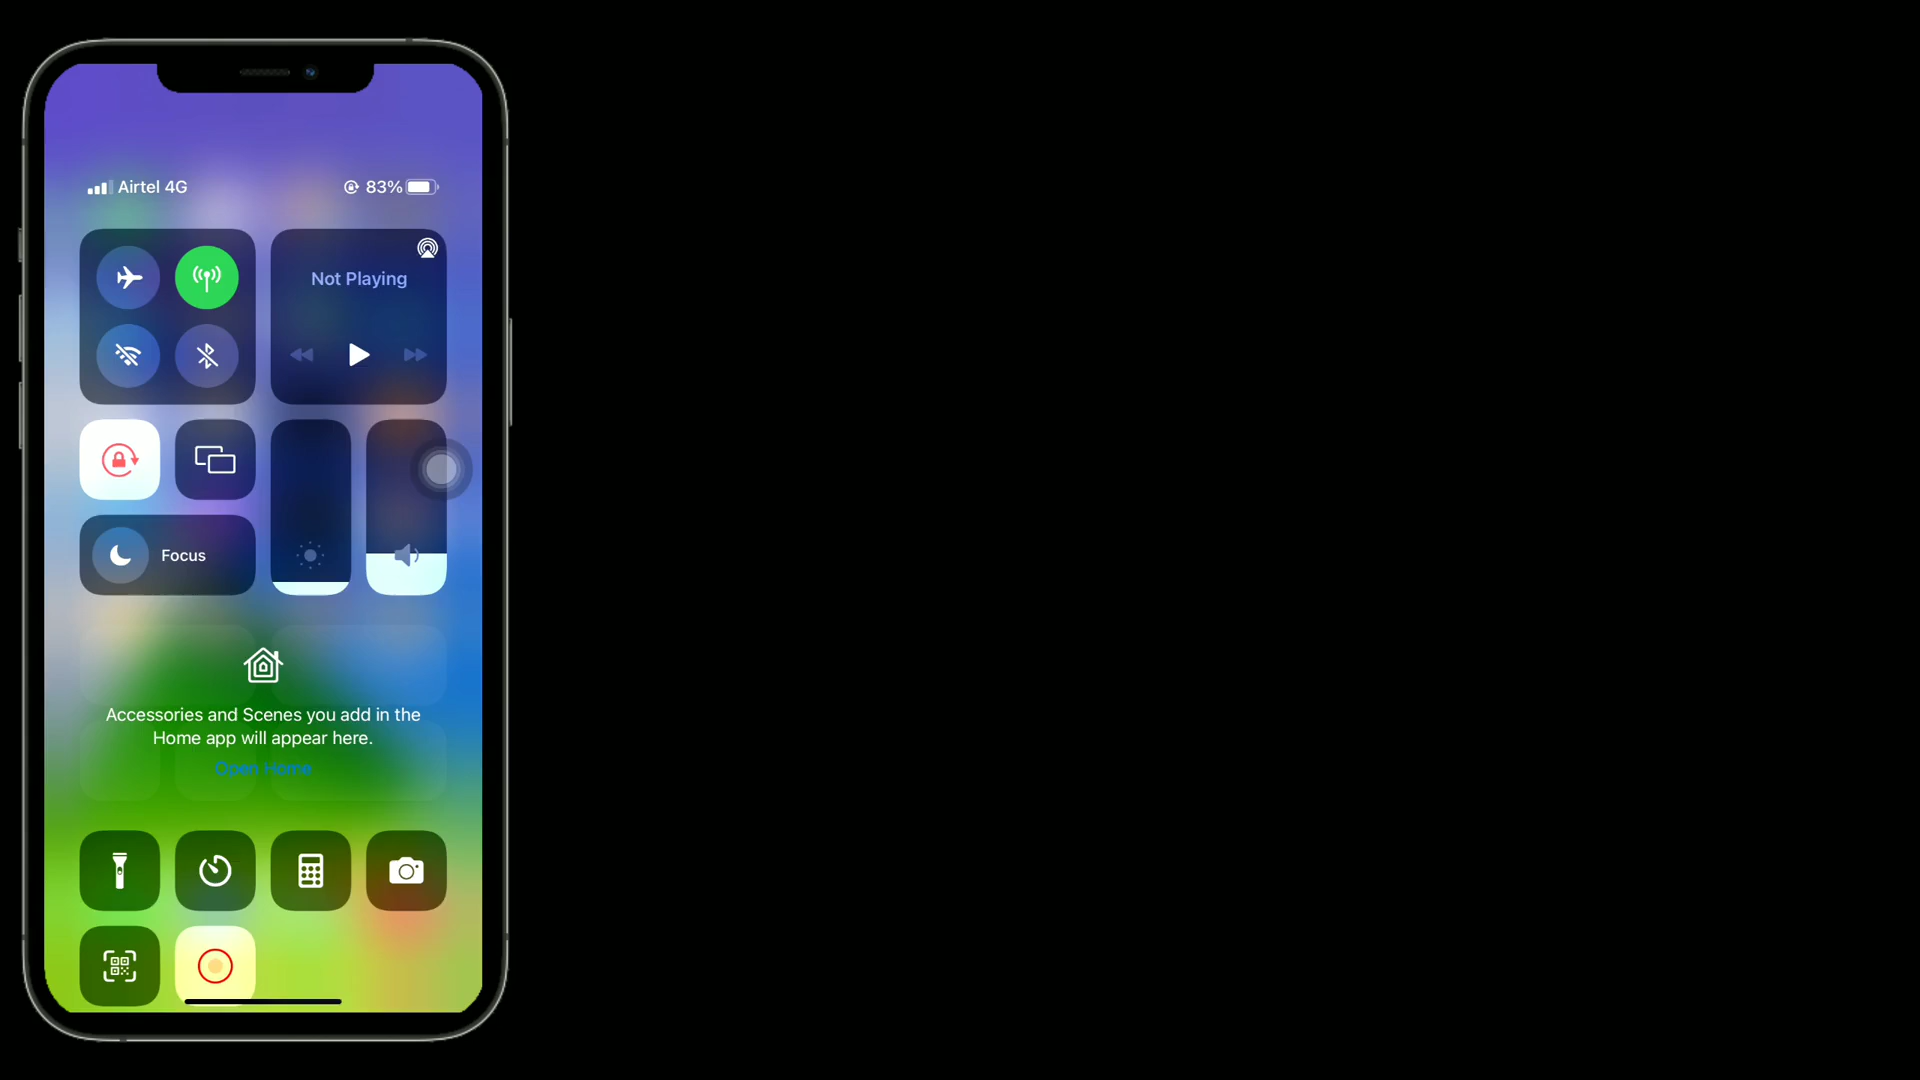 Airtel 4G 83%
Not Playing
Focus
Accessories and Scenes you add in the
Home app will appear here.
Open Home